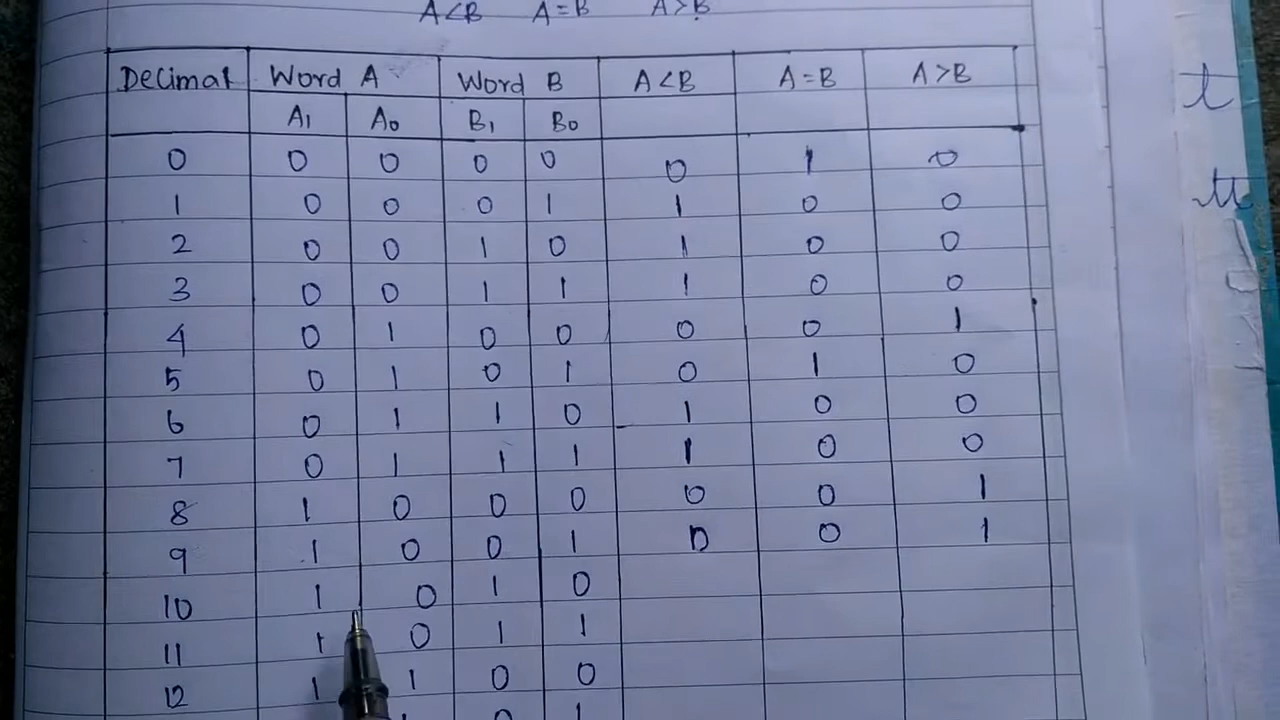 A<B A=B A>B
Decimal Word A Word B A<B A=B A>B
A₁ A₀ B₁ B₀
0 0 0 0 0 0 1 0
1 0 0 0 1 1 0 0
2 0 0 1 0 1 0 0
3 0 0 1 1 1 0 0
4 0 1 0 0 0 0 1
5 0 1 0 1 0 1 0
6 0 1 1 0 1 0 0
7 0 1 1 1 1 0 0
8 1 0 0 0 0 0 1
9 1 0 0 1 0 0 1
10 1 0 1 0
11 1 0 1 1
12 1 1 0 0
0 1